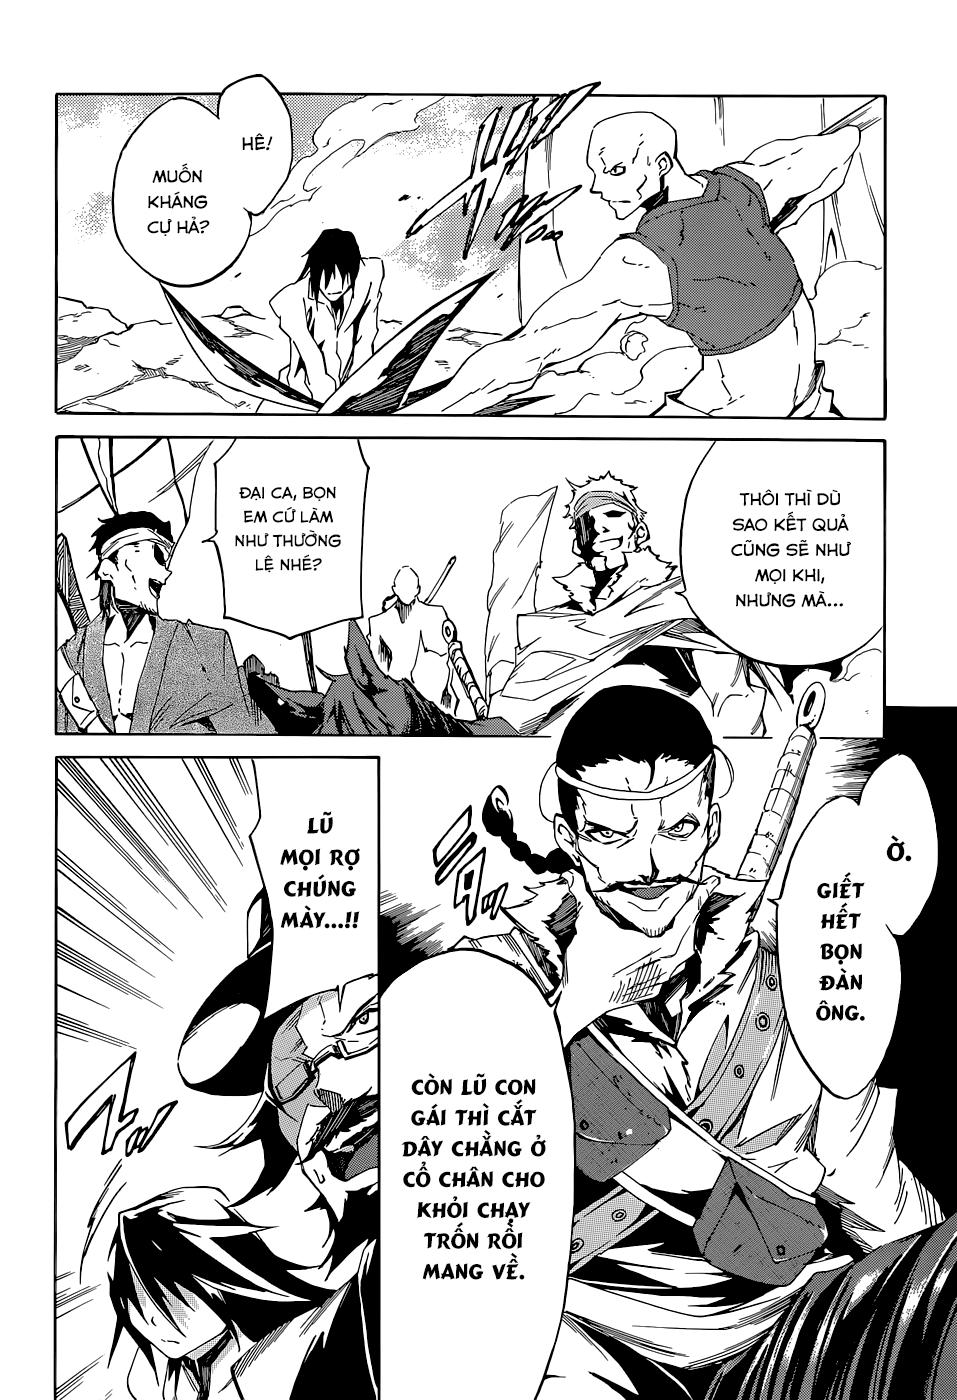 HÊ!
MUỐN
KHÁNG
CỰ HẢ?
THÔI THÌ DÙ
SAO KẾT QUẢ
CŨNG SẼ NHƯ
MỌI KHI,
NHƯNG MÀ...
ĐẠI CA, BỌN
EM CỨ LÀM
NHƯ THƯỜNG
LỆ NHÉ?
Ờ.
GIẾT
HẾT
BỌN
ĐÀN
ÔNG.
CÒN LŨ CON
GÁI THÌ CẮT
DÂY CHẰNG Ở
CỔ CHÂN CHO
KHỎI CHẠY
TRỐN RỒI
MANG VỀ.
LŨ
MỌI RỢ
CHÚNG
MÀY...!!